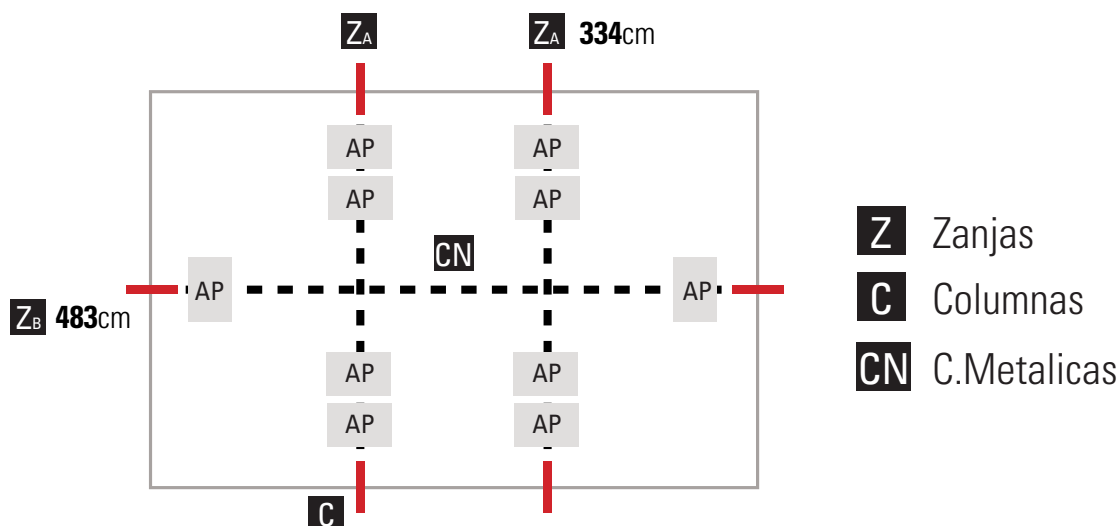 ZA
ZA 334cm
AP AP
AP AP
CN
AP AP
ZB 483cm
AP AP
AP AP
C
Z Zanjas
C Columnas
CN C.Metalicas